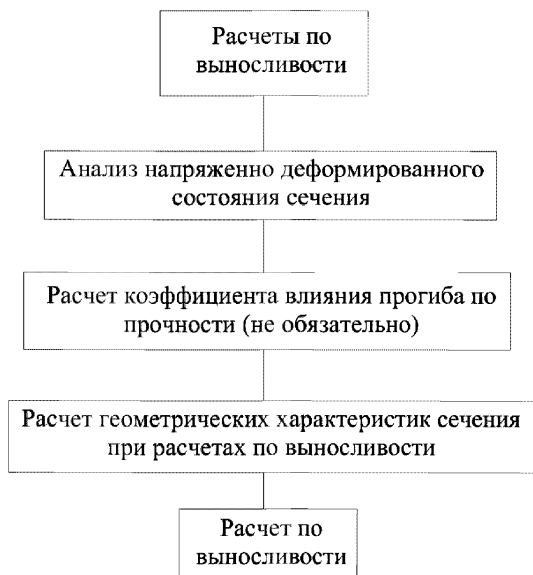 Расчеты по
выносливости
Анализ напряженно деформированного
состояния сечения
Расчет коэффициента влияния прогиба по
прочности (не обязательно)
Расчет геометрических характеристик сечения
при расчетах по выносливости
Расчет по
выносливости